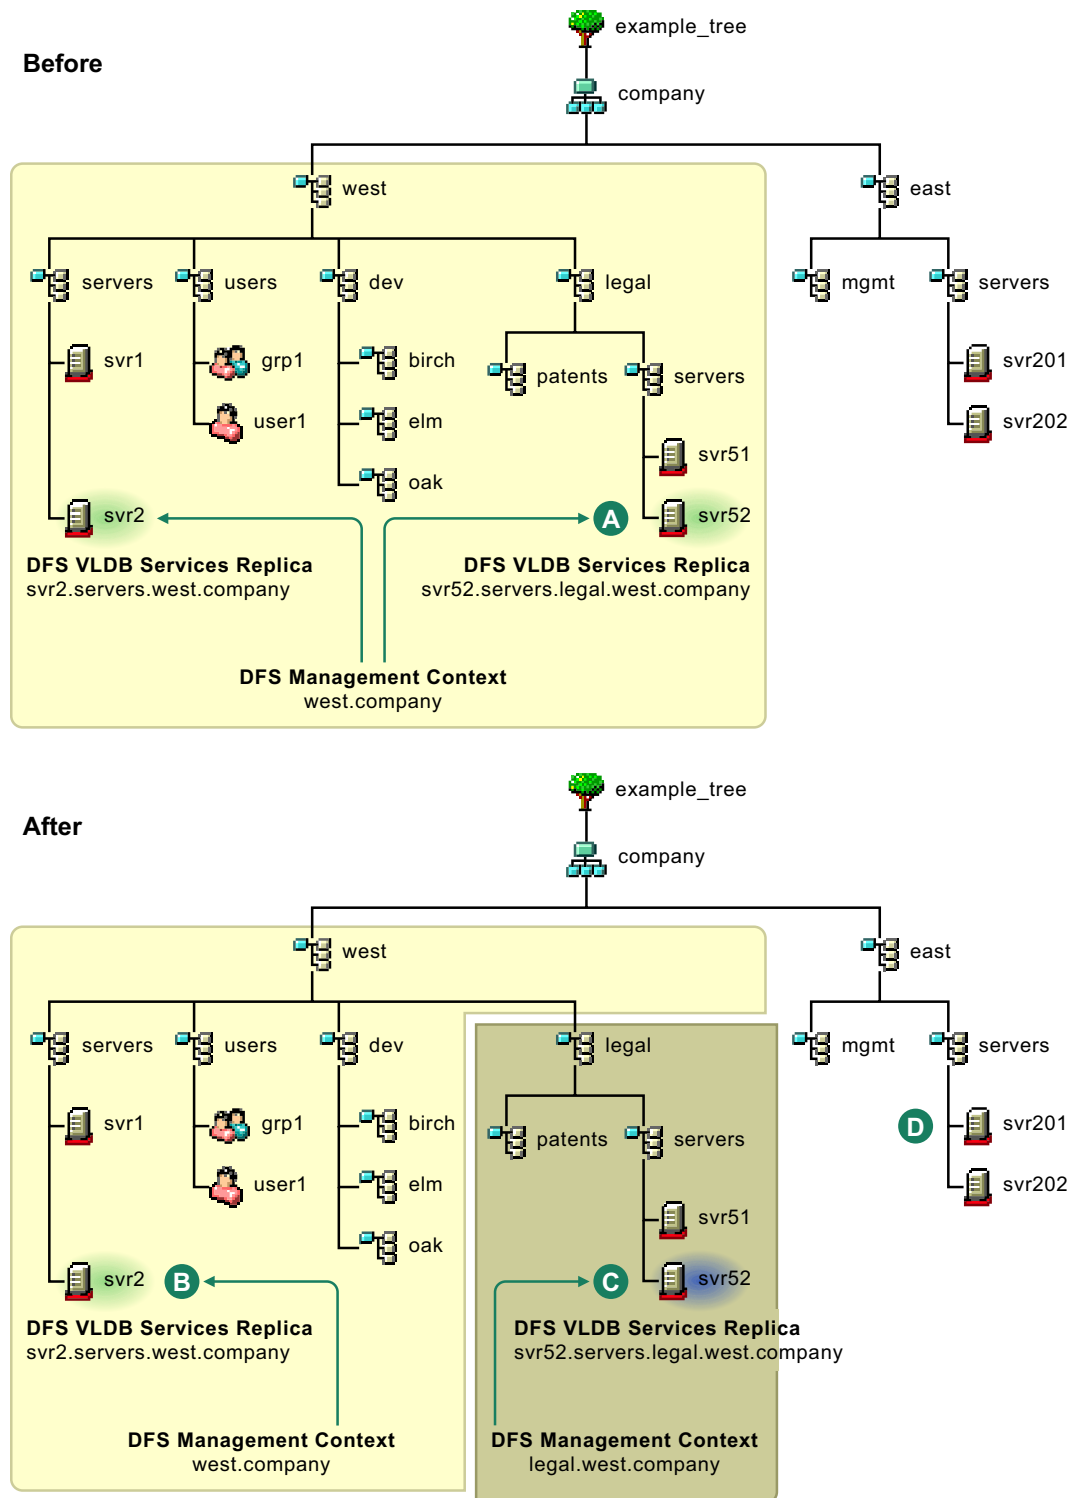 example_tree
Before
company
west
east
servers
users
dev
legal
mgmt
servers
svr1
grp1
birch
patents
servers
svr201
user1
elm
svr202
svr51
oak
svr2
A
svr52
DFS VLDB Services Replica
svr2.servers.west.company
DFS VLDB Services Replica
svr52.servers.legal.west.company
DFS Management Context
west.company
example_tree
After
company
west
east
servers
users
dev
legal
mgmt
servers
svr1
grp1
birch
patents
servers
D
svr201
user1
elm
svr202
svr51
oak
svr2
B
C
svr52
DFS VLDB Services Replica
svr2.servers.west.company
DFS VLDB Services Replica
svr52.servers.legal.west.company
DFS Management Context
west.company
DFS Management Context
legal.west.company